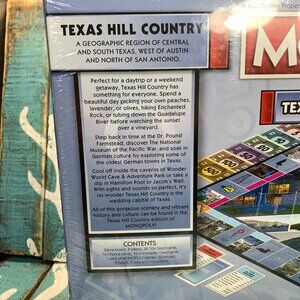 TEXAS HILL COUNTRY
A GEOGRAPHIC REGION OF CENTRAL
AND SOUTH TEXAS, WEST OF AUSTIN
AND NORTH OF SAN ANTONIO.
Perfect for a daytrip or a weekend
getaway, Texas Hill Country has
something for everyone. Spend a
beautiful day picking your own peaches,
lavender, or olives, hiking Enchanted
Rock, or tubing down the Guadalupe
River before watching the sunset
over a vineyard.
Step back in time at the Dr. Pound
Farmstead, discover The National
Museum of the Pacific War, and soak in
German culture by exploring some of
the oldest German towns in Texas.
Cool off inside the caverns of Wonder
World Cave & Adventure Park or take a
dip in Hamilton Pool or Jacob's Well.
With sights and sounds so perfect, it's
no wonder Texas Hill Country is the
wedding capital of Texas.
All of this gorgeous scenery and vibrant
history and culture can be found in the
Texas Hill Country edition of
MONOPOLY!
CONTENTS
M
TEX
500